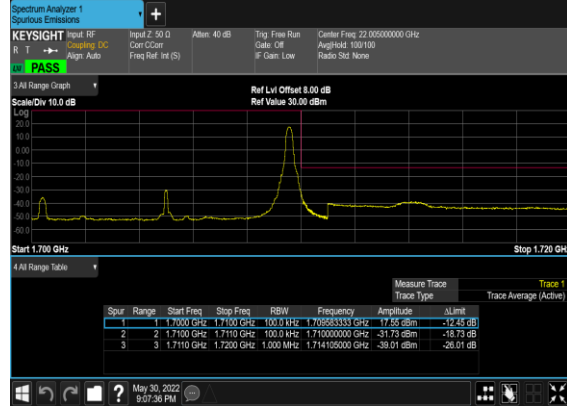 Spectrum Analyzer 1
Spurious Emissions
+
KEYSIGHT Input: RF Input Z: 50 Ω Atten: 40 dB Trig: Free Run Center Freq: 22.005000000 GHz
R T Coupling: DC Corr CCorr Gate: Off Avg|Hold: 100/100
Align: Auto Freq Ref: Int (S) IF Gain: Low Radio Std: None
PASS
3 All Range Graph
Ref Lvl Offset 8.00 dB
Scale/Div 10.0 dB Ref Value 30.00 dBm
Log
20.0
10.0
0.00
-10.0
-20.0
-30.0
-40.0
-50.0
-60.0
Start 1.700 GHz Stop 1.720 GH
4 All Range Table
Measure Trace Trace 1
Trace Type Trace Average (Active)
Spur Range Start Freq Stop Freq RBW Frequency Amplitude ΔLimit
1 1 1.7000 GHz 1.7100 GHz 100.0 kHz 1.709583333 GHz 17.55 dBm -12.45 dB
2 2 1.7100 GHz 1.7110 GHz 100.0 kHz 1.710000000 GHz -31.73 dBm -18.73 dB
3 3 1.7110 GHz 1.7200 GHz 1.000 MHz 1.714105000 GHz -39.01 dBm -26.01 dB
? May 30, 2022
9:07:36 PM